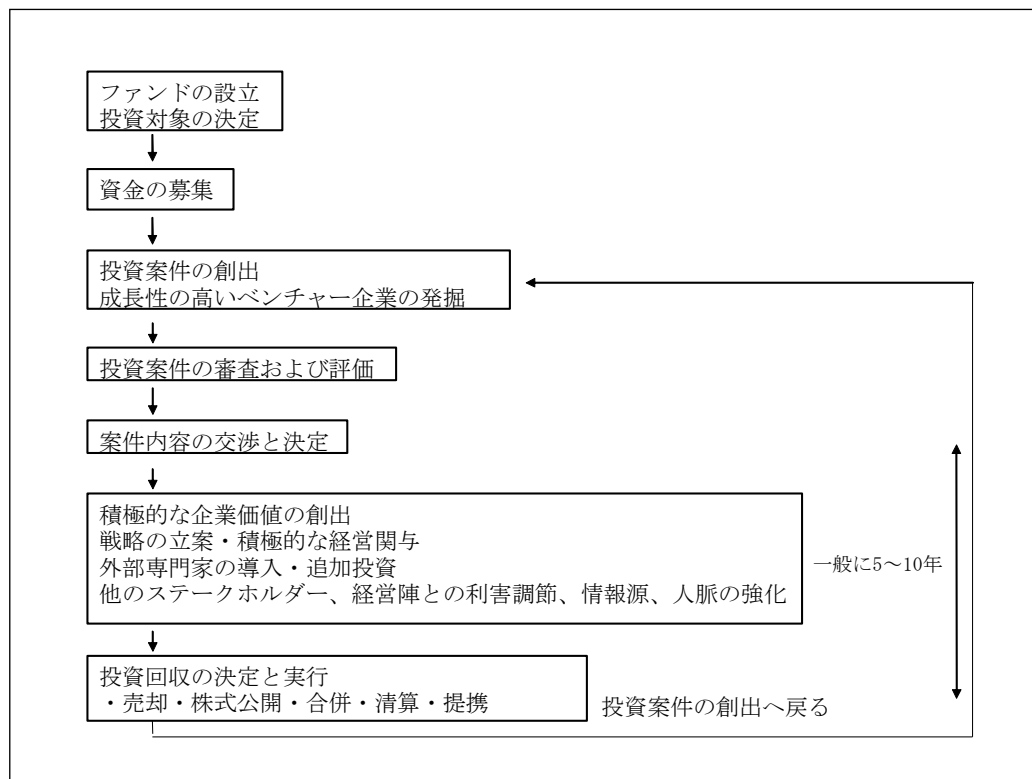 ファンドの設立
投資対象の決定
資金の募集
投資案件の創出
成長性の高いベンチャー企業の発掘
投資案件の審査および評価
案件内容の交渉と決定
積極的な企業価値の創出
戦略の立案・積極的な経営関与
外部専門家の導入・追加投資
他のステークホルダー、経営陣との利害調節、情報源、人脈の強化
一般に5～10年
投資回収の決定と実行
・売却・株式公開・合併・清算・提携
投資案件の創出へ戻る